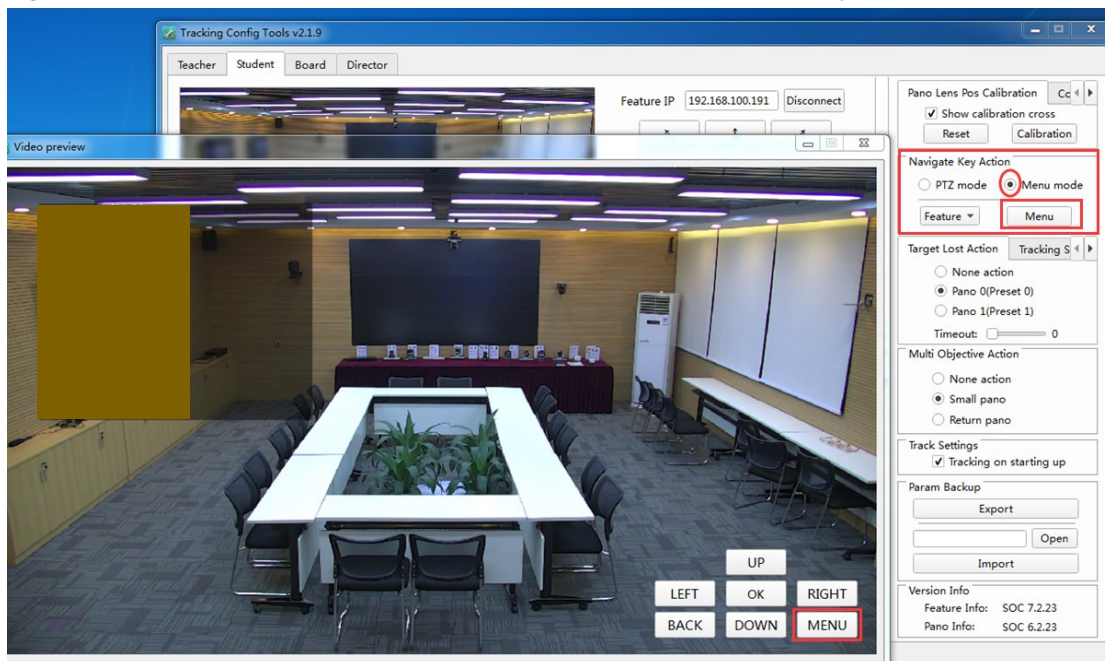 Tracking Config Tools v2.1.9
Teacher Student Board Director
Feature IP 192.168.100.191 Disconnect
Video preview
UP
LEFT OK RIGHT
BACK DOWN MENU
Pano Lens Pos Calibration Cc
Show calibration cross
Reset Calibration
Navigate Key Action
PTZ mode Menu mode
Feature Menu
Target Lost Action Tracking S
None action
Pano 0(Preset 0)
Pano 1(Preset 1)
Timeout: 0
Multi Objective Action
None action
Small pano
Return pano
Track Settings
Tracking on starting up
Param Backup
Export
Open
Import
Version Info
Feature Info: SOC 7.2.23
Pano Info: SOC 6.2.23